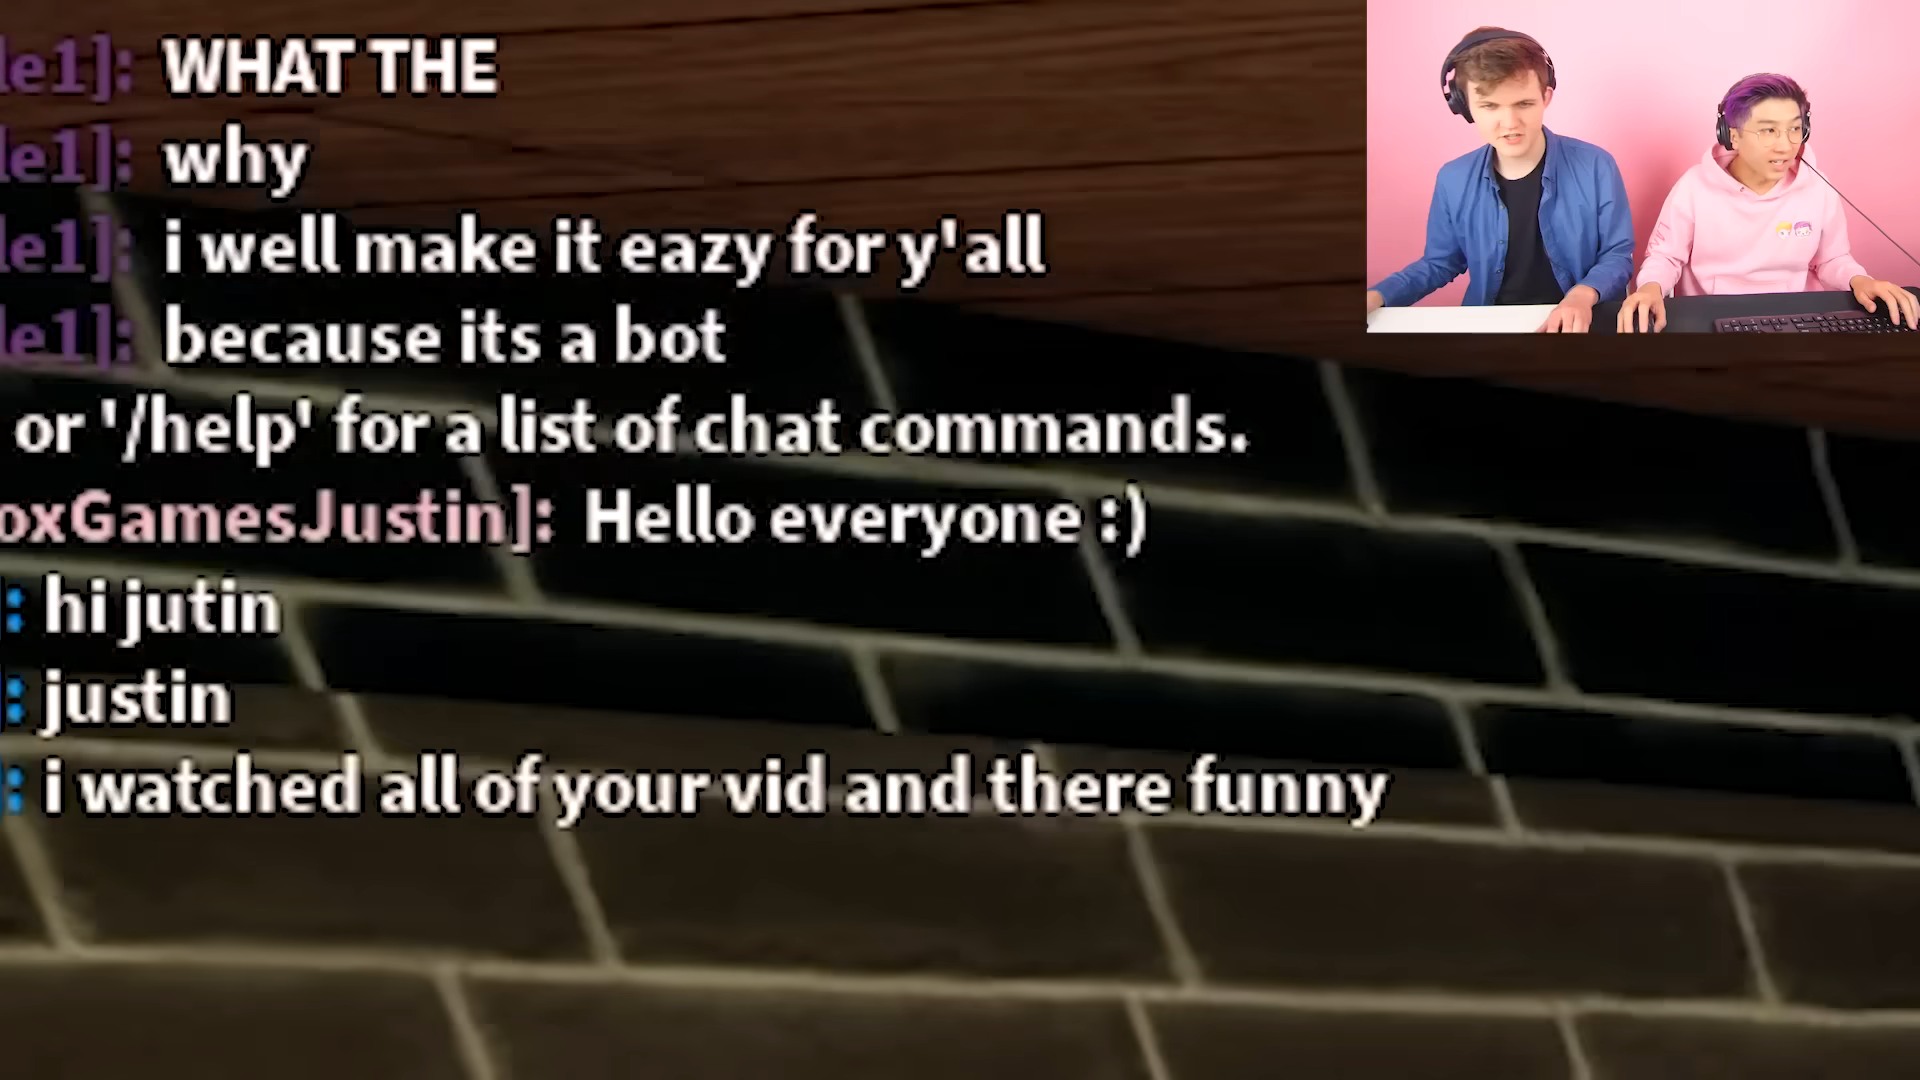 le1]: WHAT THE
le1]: why
le1]: i well make it eazy for y'all
le1]: because its a bot
or '/help' for a list of chat commands.
oxGamesJustin]: Hello everyone :)
]: hi jutin
]: justin
]: i watched all of your vid and there funny